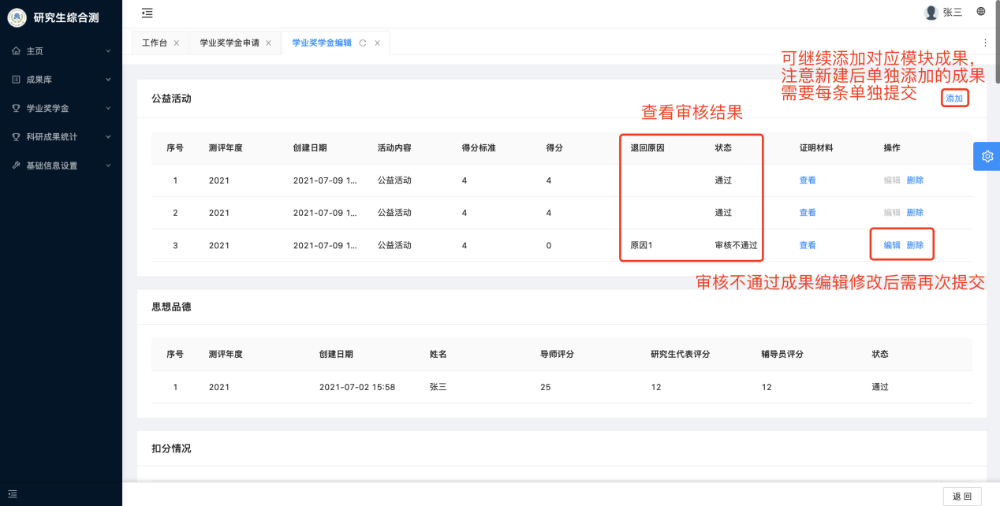 研究生综合测
张三
主页
成果库
学业奖学金
科研成果统计
基础信息设置
工作台
学业奖学金申请
学业奖学金编辑
可继续添加对应模块成果,
注意新建后单独添加的成果
需要每条单独提交
公益活动
添加
查看审核结果
序号 测评年度 创建日期 活动内容 得分标准 得分 退回原因 状态 证明材料 操作
1 2021 2021-07-09 1... 公益活动 4 4 通过 查看 编辑 删除
2 2021 2021-07-09 1... 公益活动 4 4 通过 查看 编辑 删除
3 2021 2021-07-09 1... 公益活动 4 0 原因1 审核不通过 查看 编辑 删除
审核不通过成果编辑修改后需再次提交
思想品德
序号 测评年度 创建日期 姓名 导师评分 研究生代表评分 辅导员评分 状态
1 2021 2021-07-02 15:58 张三 25 12 12 通过
扣分情况
返 回